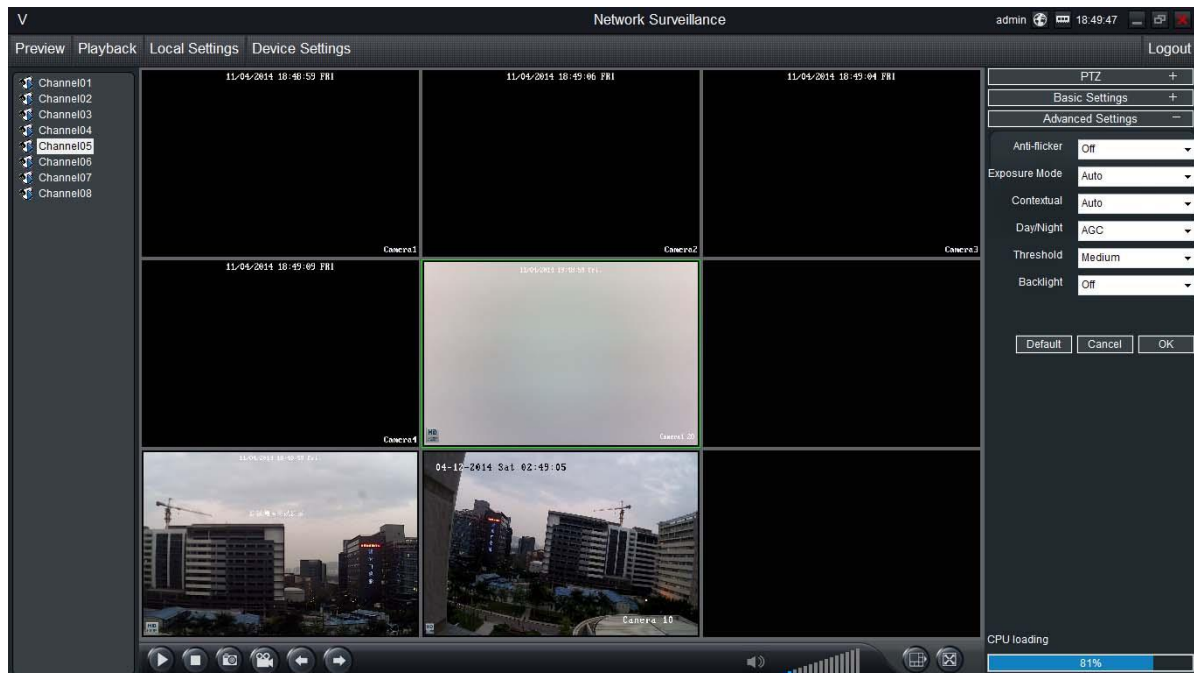 V
Network Surveillance
admin 18:49:47
Preview Playback Local Settings Device Settings
Logout
Channel01
Channel02
Channel03
Channel04
Channel05
Channel06
Channel07
Channel08
11/04/2014 18:48:59 FRI
Camera1
11/04/2014 18:49:06 FRI
Camera2
11/04/2014 18:49:04 FRI
Camera3
11/04/2014 18:49:09 FRI
Camera4
HD
04-12-2014 Sat 02:49:05
Camera 10
PTZ +
Basic Settings +
Advanced Settings −
Anti-flicker Off
Exposure Mode Auto
Contextual Auto
Day/Night AGC
Threshold Medium
Backlight Off
Default Cancel OK
CPU loading
81%